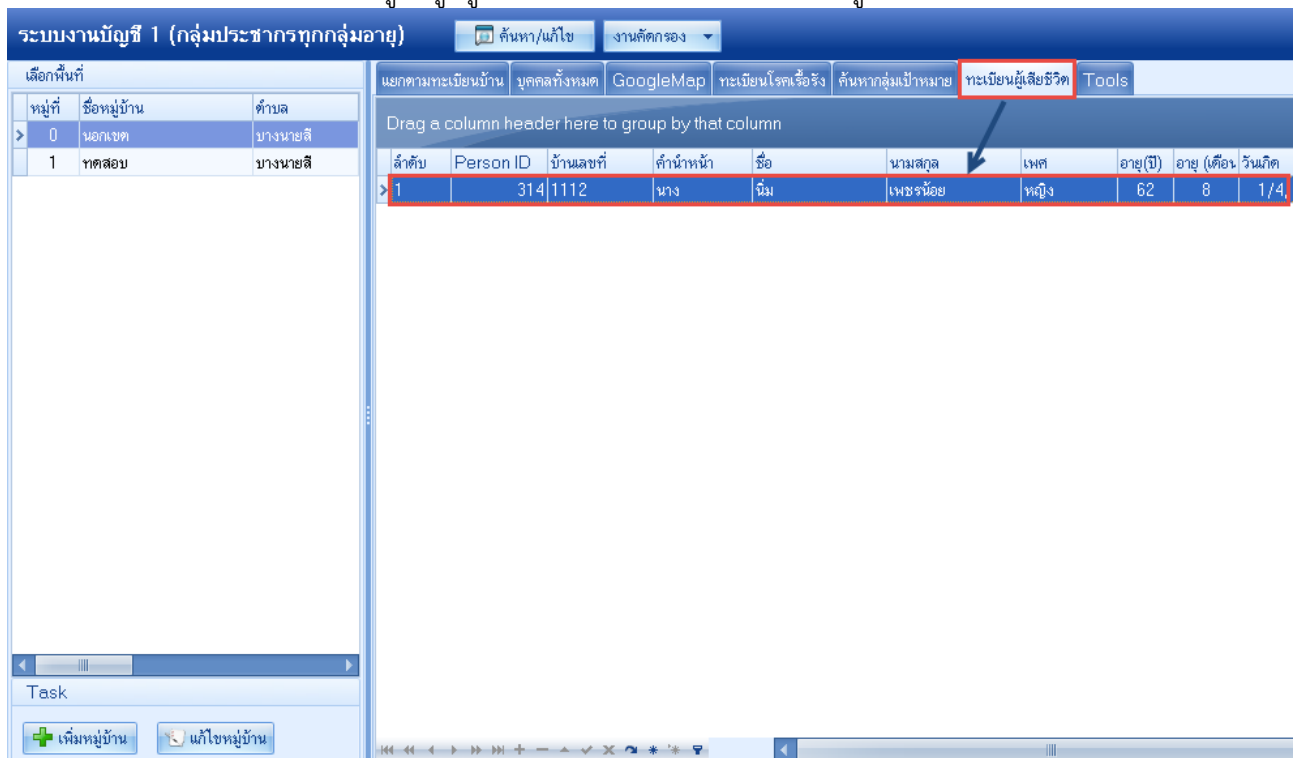 ระบบงานบัญชี 1 (กลุ่มประชากรทุกกลุ่มอายุ) ค้นหา/แก้ไข งานคัดกรอง
เลือกพื้นที่
แยกตามทะเบียนบ้าน บุคคลทั้งหมด GoogleMap ทะเบียนโรคเรื้อรัง ค้นหากลุ่มเป้าหมาย ทะเบียนผู้เสียชีวิต Tools
หมู่ที่ ชื่อหมู่บ้าน ตำบล
0 นอกเขต บางนายสี
1 ทดสอบ บางนายสี
Drag a column header here to group by that column
ลำดับ Person ID บ้านเลขที่ คำนำหน้า ชื่อ นามสกุล เพศ อายุ(ปี) อายุ (เดือน วันเกิด
1 314 1112 นาง นิ่ม เพชรน้อย หญิง 62 8 1/4
Task
เพิ่มหมู่บ้าน แก้ไขหมู่บ้าน